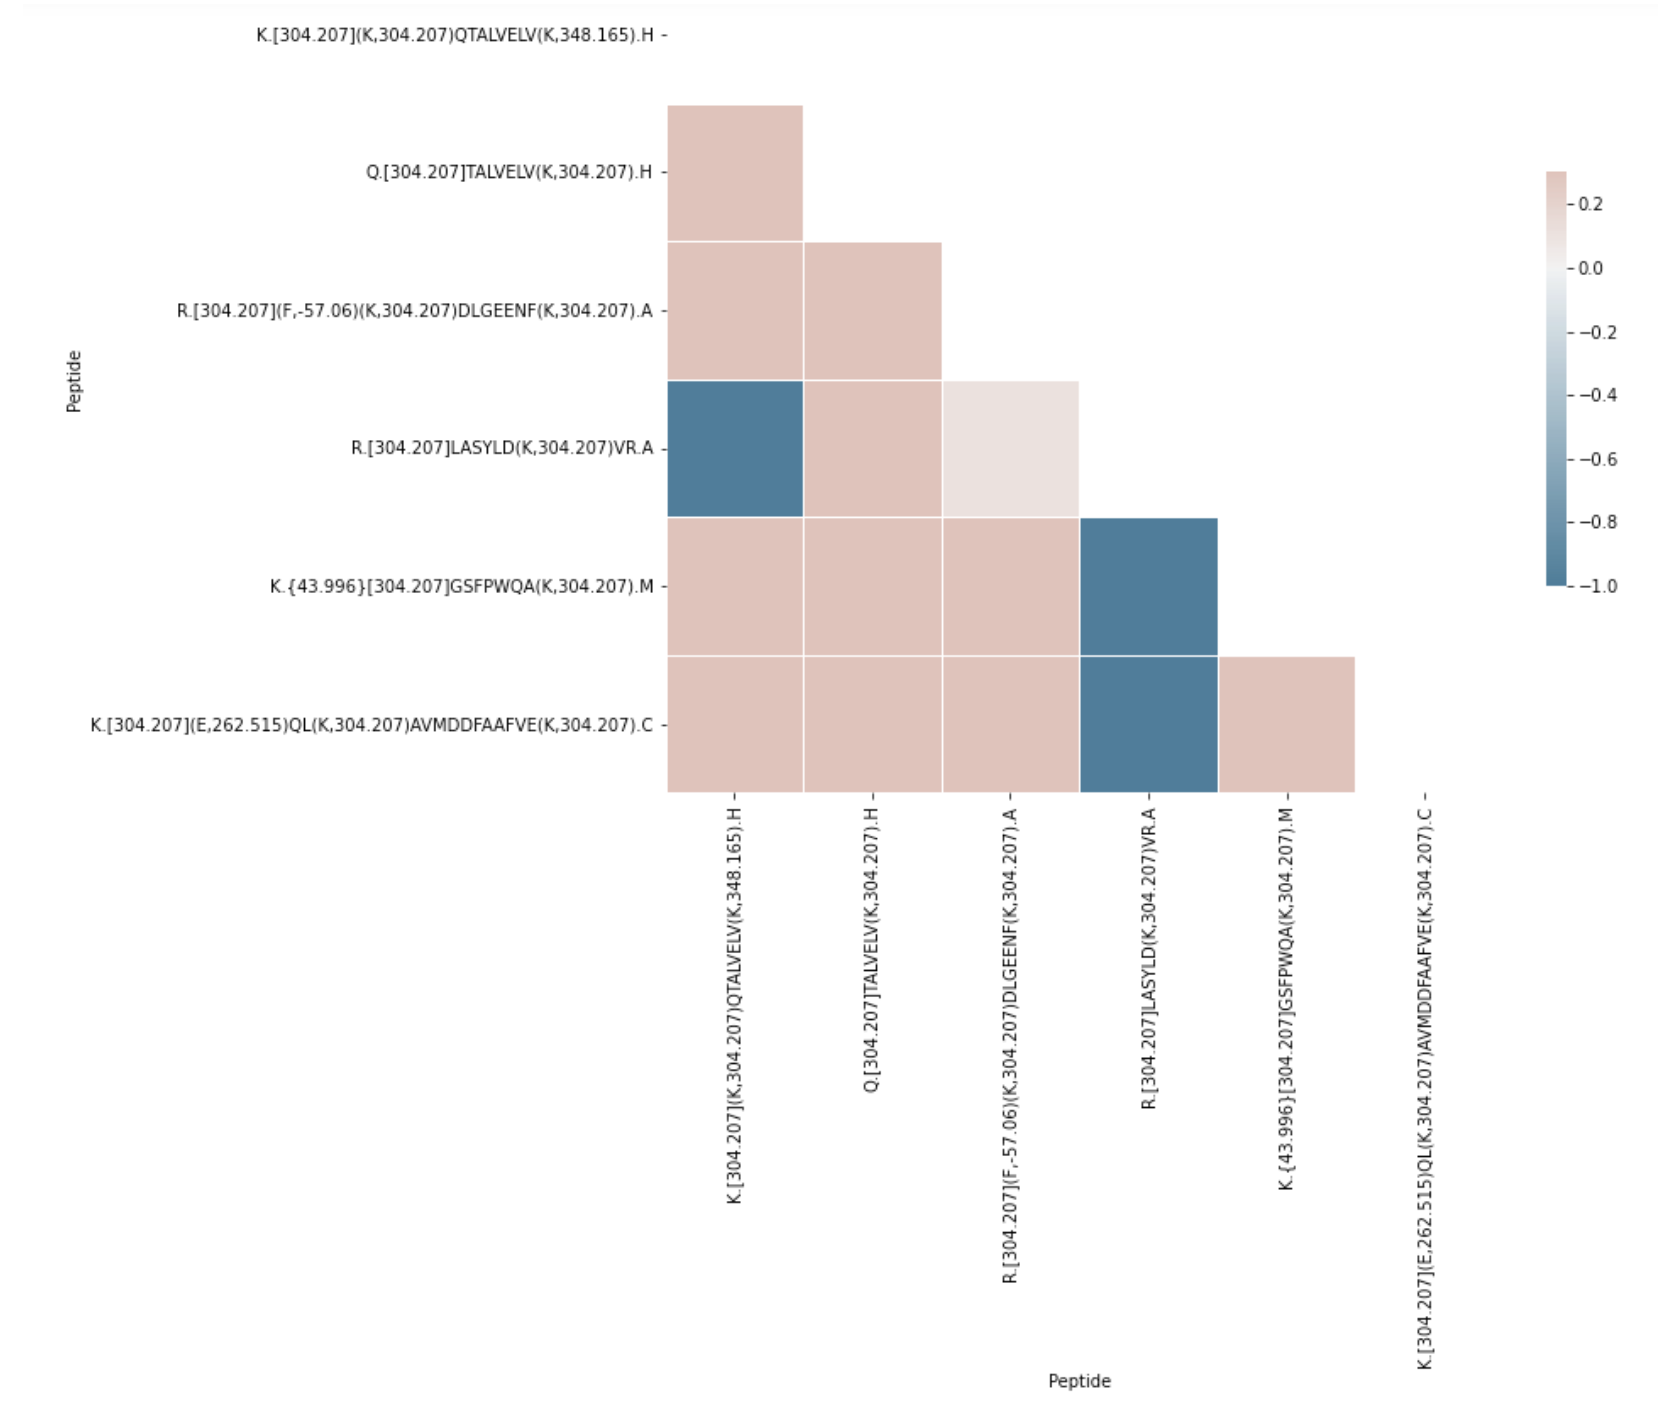 K.[304.207](K,304.207)QTALVELV(K,348.165).H
Q.[304.207]TALVELV(K,304.207).H
R.[304.207](F,-57.06)(K,304.207)DLGEENF(K,304.207).A
R.[304.207]LASYLD(K,304.207)VR.A
K.{43.996}[304.207]GSFPWQA(K,304.207).M
K.[304.207](E,262.515)QL(K,304.207)AVMDDFAAFVE(K,304.207).C
Peptide
0.2
0.0
−0.2
−0.4
−0.6
−0.8
−1.0
K.[304.207](K,304.207)QTALVELV(K,348.165).H
Q.[304.207]TALVELV(K,304.207).H
R.[304.207](F,-57.06)(K,304.207)DLGEENF(K,304.207).A
R.[304.207]LASYLD(K,304.207)VR.A
K.{43.996}[304.207]GSFPWQA(K,304.207).M
K.[304.207](E,262.515)QL(K,304.207)AVMDDFAAFVE(K,304.207).C
Peptide